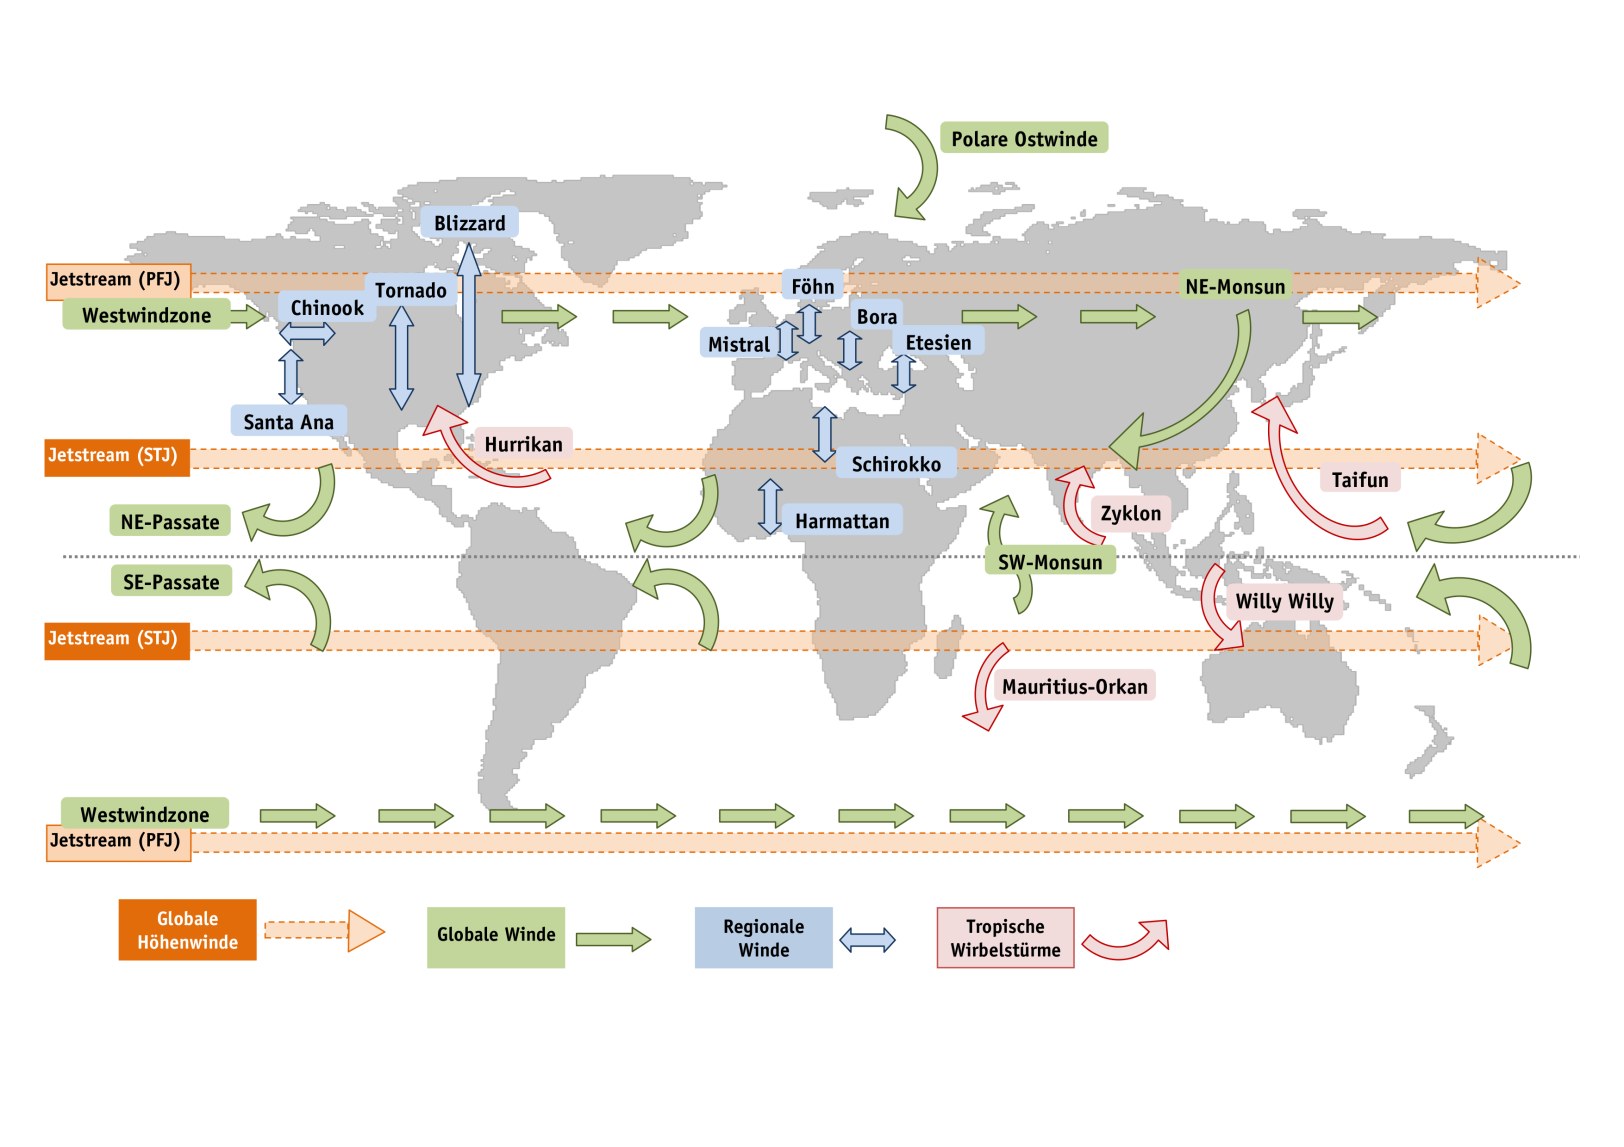 Polare Ostwinde
Blizzard
Jetstream (PFJ)
Westwindzone
Chinook
Tornado
Föhn
NE-Monsun
Bora
Mistral
Etesien
Santa Ana
Hurrikan
Jetstream (STJ)
Schirokko
Taifun
NE-Passate
Harmattan
Zyklon
SW-Monsun
SE-Passate
Willy Willy
Jetstream (STJ)
Mauritius-Orkan
Westwindzone
Jetstream (PFJ)
Globale
Höhenwinde
Globale Winde
Regionale
Winde
Tropische
Wirbelstürme